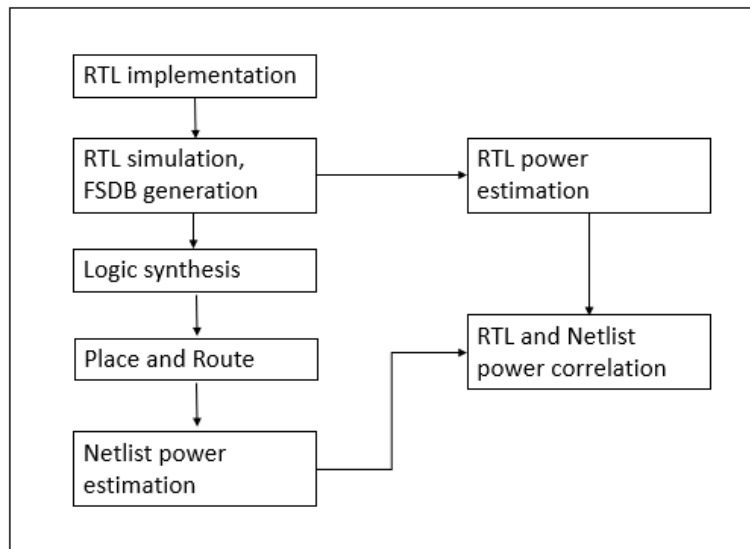 RTL implementation
RTL simulation,
FSDB generation
Logic synthesis
Place and Route
Netlist power
estimation
RTL power
estimation
RTL and Netlist
power correlation